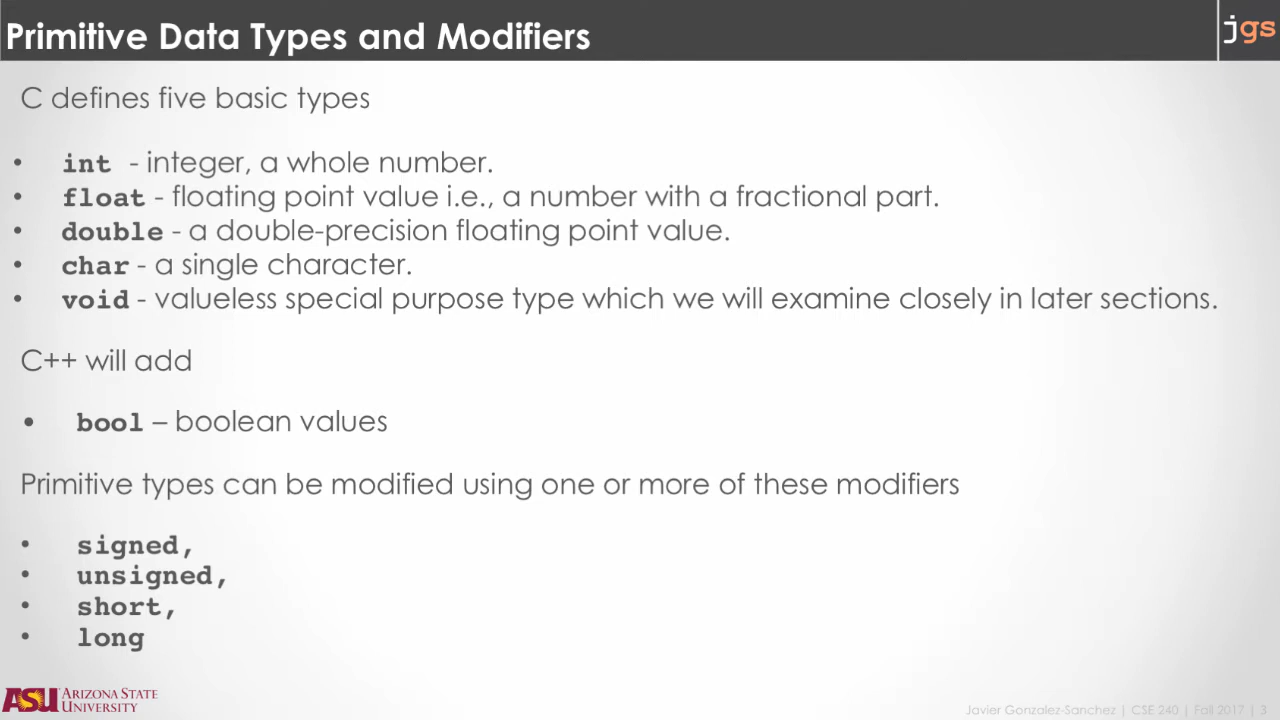 Primitive Data Types and Modifiers
jgs
C defines five basic types
• int - integer, a whole number.
• float - floating point value i.e., a number with a fractional part.
• double - a double-precision floating point value.
• char - a single character.
• void - valueless special purpose type which we will examine closely in later sections.
C++ will add
• bool – boolean values
Primitive types can be modified using one or more of these modifiers
• signed,
• unsigned,
• short,
• long
ASU ARIZONA STATE
UNIVERSITY
Javier Gonzalez-Sanchez | CSE 240 | Fall 2017 | 3